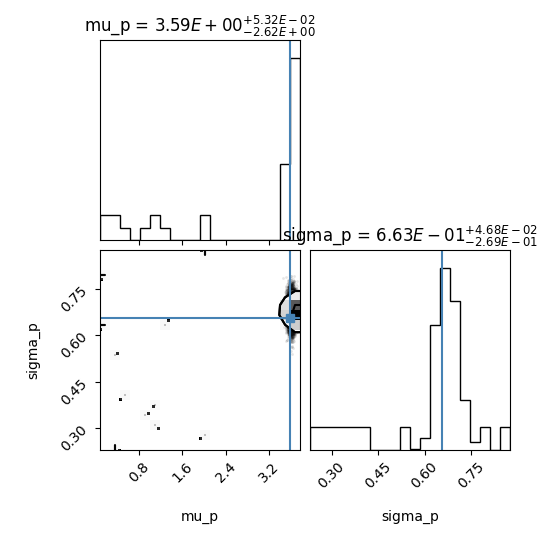 mu_p = 3.59E + 00+5.32E − 02 −2.62E + 00
sigma_p = 6.63E − 01+4.68E − 02 −2.69E − 01
0.75
0.60
0.45
0.30
sigma_p
0.8 1.6 2.4 3.2
0.30 0.45 0.60 0.75
mu_p
sigma_p